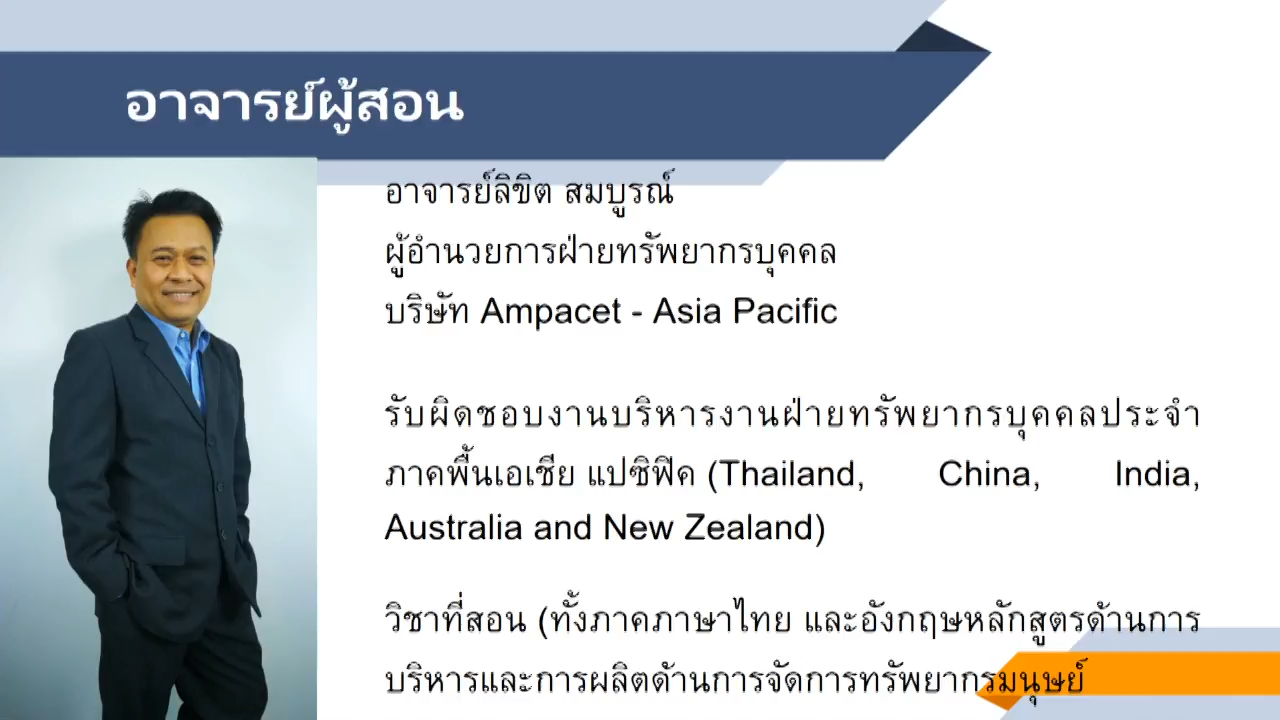 อาจารย์ผู้สอน
อาจารย์ลิขิต สมบูรณ์
ผู้อำนวยการฝ่ายทรัพยากรบุคคล
บริษัท Ampacet - Asia Pacific
รับผิดชอบงานบริหารงานฝ่ายทรัพยากรบุคคลประจำ
ภาคพื้นเอเชีย แปซิฟีค (Thailand, China, India,
Australia and New Zealand)
วิชาที่สอน (ทั้งภาคภาษาไทย และอังกฤษหลักสูตรด้านการ
บริหารและการผลิตด้านการจัดการทรัพยากรมนุษย์